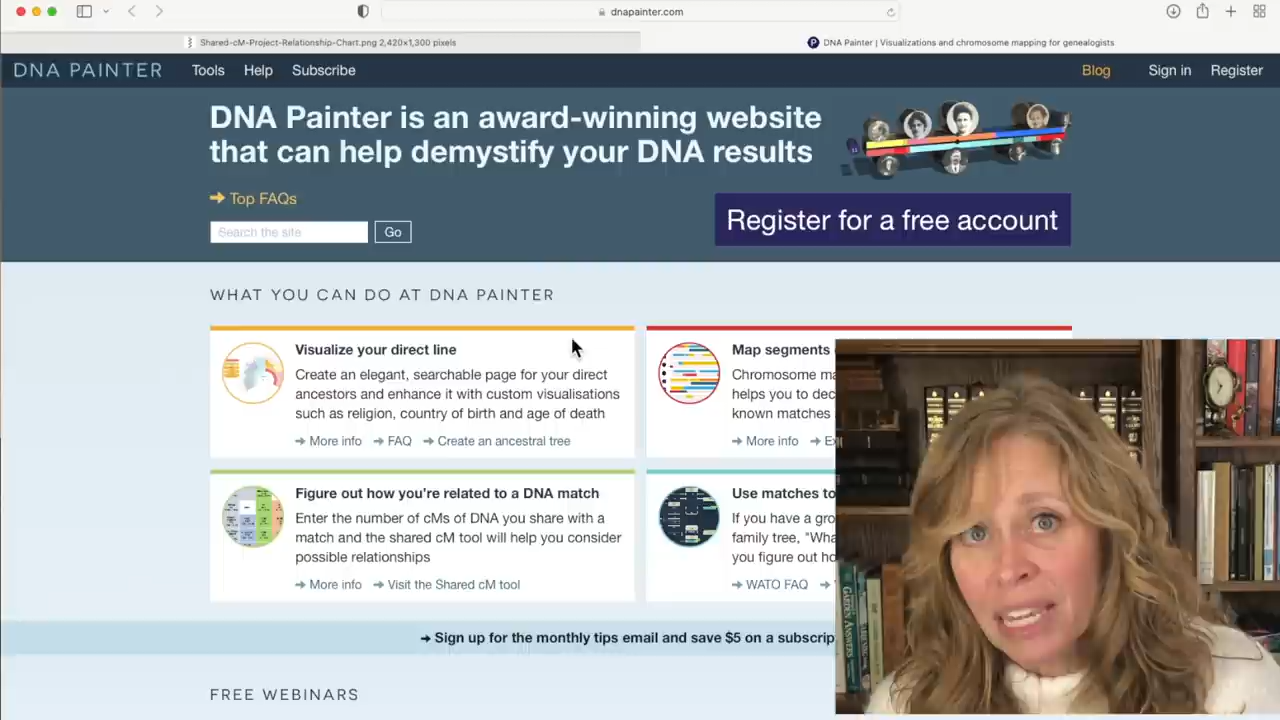 dnapainter.com
Shared-cM-Project-Relationship-Chart.png 2,420×1,300 pixels
DNA Painter | Visualizations and chromosome mapping for genealogists
DNA PAINTER Tools Help Subscribe Blog Sign in Register
DNA Painter is an award-winning website
that can help demystify your DNA results
➔ Top FAQs
Search the site Go
Register for a free account
WHAT YOU CAN DO AT DNA PAINTER
Visualize your direct line
Create an elegant, searchable page for your direct
ancestors and enhance it with custom visualisations
such as religion, country of birth and age of death
➔ More info ➔ FAQ ➔ Create an ancestral tree
Map segments
Chromosome ma
helps you to dec
known matches
➔ More info ➔ E
Figure out how you're related to a DNA match
Enter the number of cMs of DNA you share with a
match and the shared cM tool will help you consider
possible relationships
➔ More info ➔ Visit the Shared cM tool
Use matches to
If you have a gro
family tree, "Wha
you figure out ho
➔ WATO FAQ ➔
➔ Sign up for the monthly tips email and save $5 on a subscrip
FREE WEBINARS
GARDEN ANSWERS